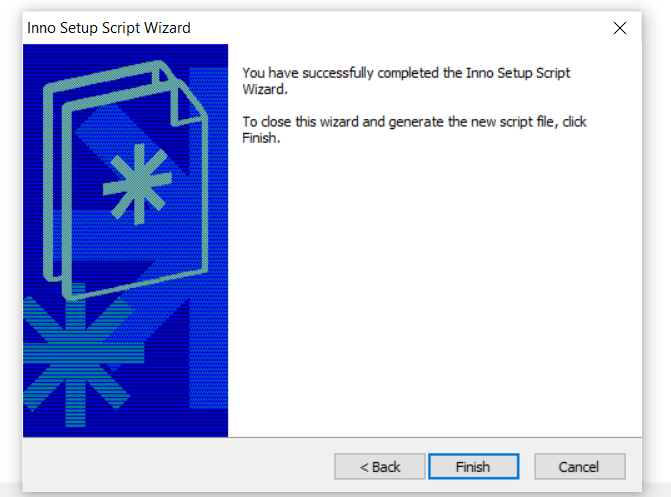 Inno Setup Script Wizard
You have successfully completed the Inno Setup Script
Wizard.
To close this wizard and generate the new script file, click
Finish.
< Back
Finish
Cancel